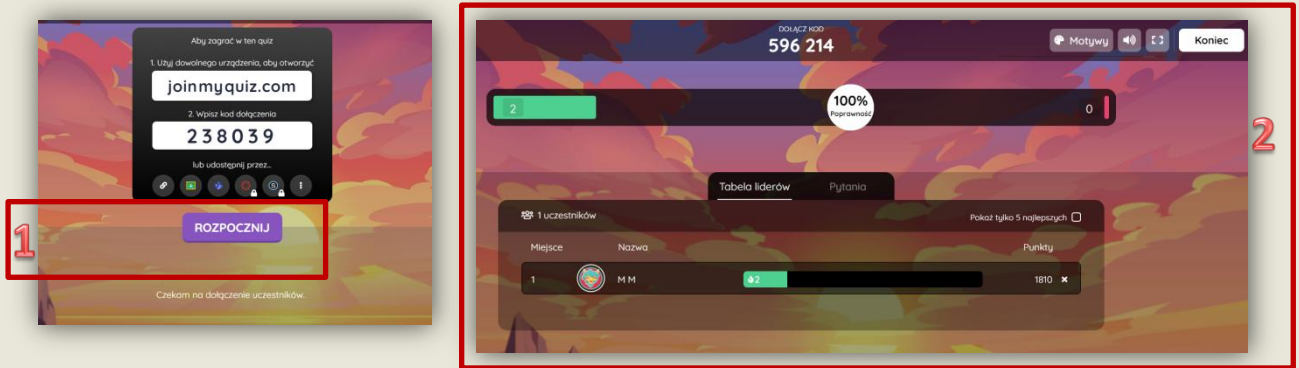 Aby zagrać w ten quiz
1. Użyj dowolnego urządzenia, aby otworzyć
joinmyquiz.com
2. Wpisz kod dołączenia
238039
lub udostępnij przez...
ROZPOCZNIJ
1
Czekam na dołączenie uczestników.
DOŁĄCZ KOD
596 214
Motywy
Koniec
2
100%
Poprawność
0
2
Tabela liderów Pytania
1 uczestników
Pokaż tylko 5 najlepszych
Miejsce Nazwa Punkty
1 M M 2 1810